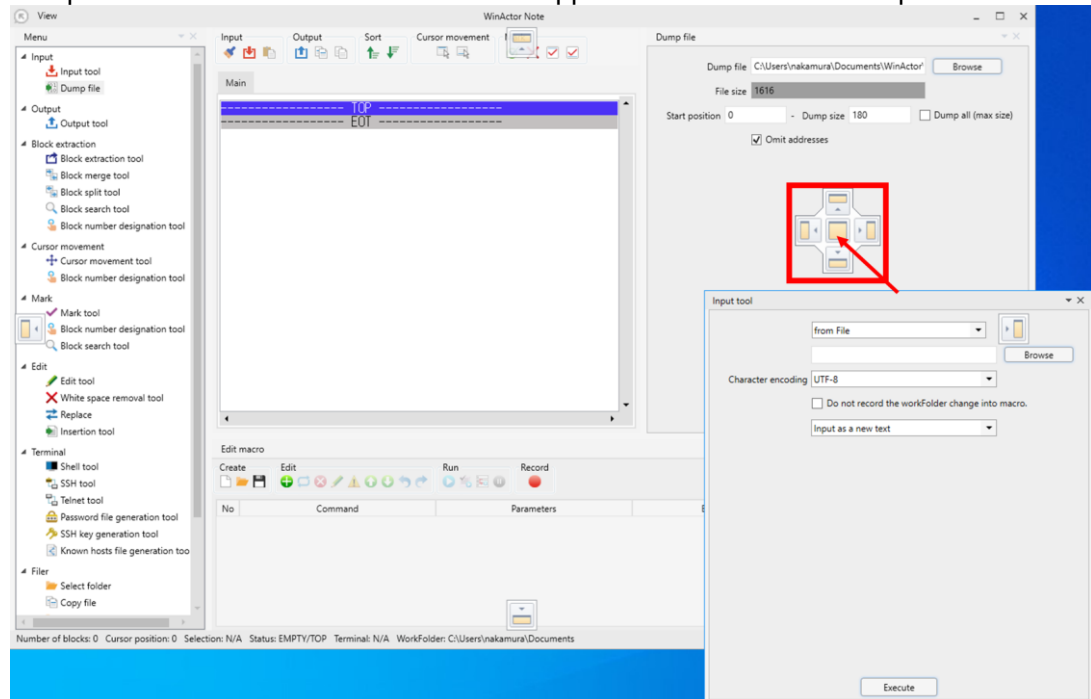 View
WinActor Note
Menu
Input
Input tool
Dump file
Output
Output tool
Block extraction
Block extraction tool
Block merge tool
Block split tool
Block search tool
Block number designation tool
Cursor movement
Cursor movement tool
Block number designation tool
Mark
Mark tool
Block number designation tool
Block search tool
Edit
Edit tool
White space removal tool
Replace
Insertion tool
Terminal
Shell tool
SSH tool
Telnet tool
Password file generation tool
SSH key generation tool
Known hosts file generation too
Filer
Select folder
Copy file
Input Output Sort Cursor movement
Main
------------------ TOP ------------------
------------------ EOT ------------------
Edit macro
Create Edit Run Record
No Command Parameters
Dump file
Dump file C:\Users\nakamura\Documents\WinActor\ Browse
File size 1616
Start position 0 - Dump size 180 Dump all (max size)
Omit addresses
Input tool
from File
Browse
Character encoding UTF-8
Do not record the workFolder change into macro.
Input as a new text
Execute
Number of blocks: 0 Cursor position: 0 Selection: N/A Status: EMPTY/TOP Terminal: N/A WorkFolder: C:\Users\nakamura\Documents